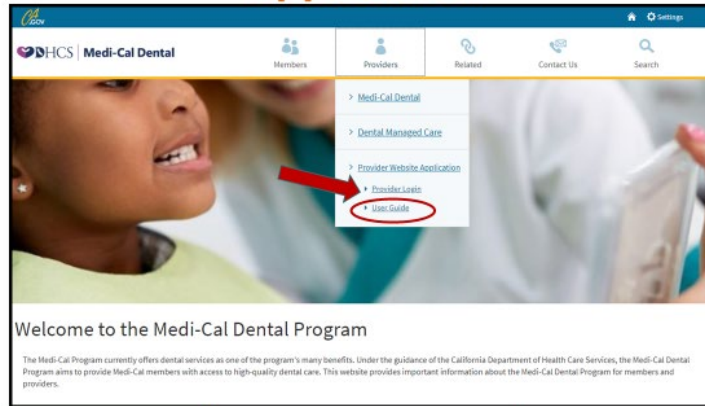 CA.GOV
Settings
DHCS | Medi-Cal Dental
Members
Providers
Related
Contact Us
Search
> Medi-Cal Dental
> Dental Managed Care
> Provider Website Application
Provider Login
User Guide
Welcome to the Medi-Cal Dental Program
The Medi-Cal Program currently offers dental services as one of the program's many benefits. Under the guidance of the California Department of Health Care Services, the Medi-Cal Dental
Program aims to provide Medi-Cal members with access to high-quality dental care. This website provides important information about the Medi-Cal Dental Program for members and
providers.